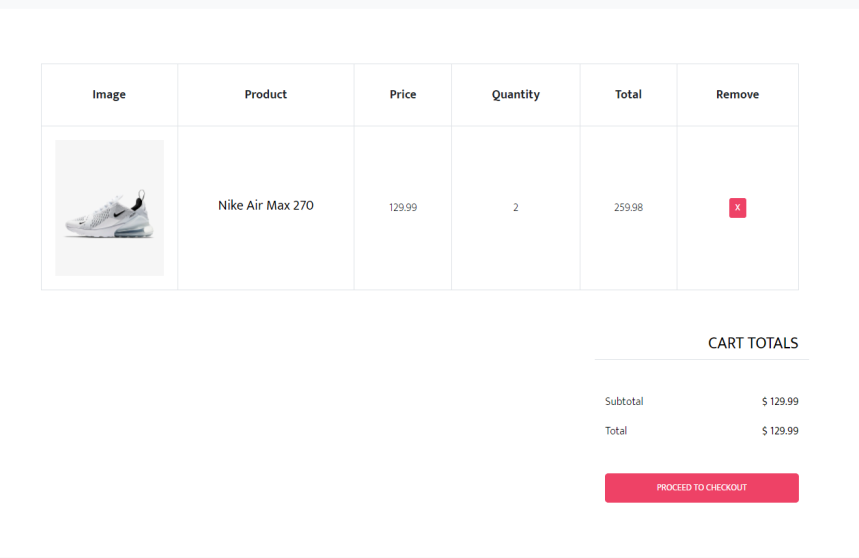 Image Product Price Quantity Total Remove
Nike Air Max 270 129.99 2 259.98 X
CART TOTALS
Subtotal $ 129.99
Total $ 129.99
PROCEED TO CHECKOUT